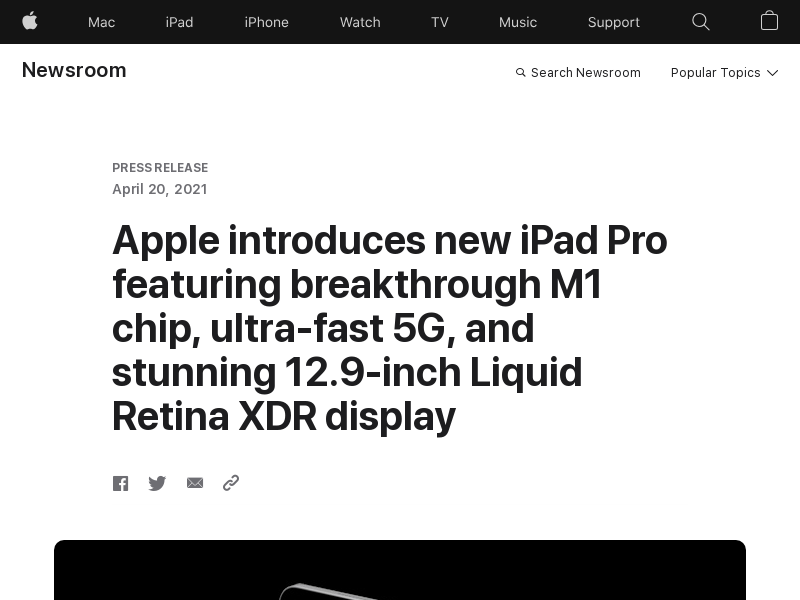 Mac iPad iPhone Watch TV Music Support
Newsroom
Search Newsroom Popular Topics
PRESS RELEASE
April 20, 2021
Apple introduces new iPad Pro
featuring breakthrough M1
chip, ultra-fast 5G, and
stunning 12.9-inch Liquid
Retina XDR display